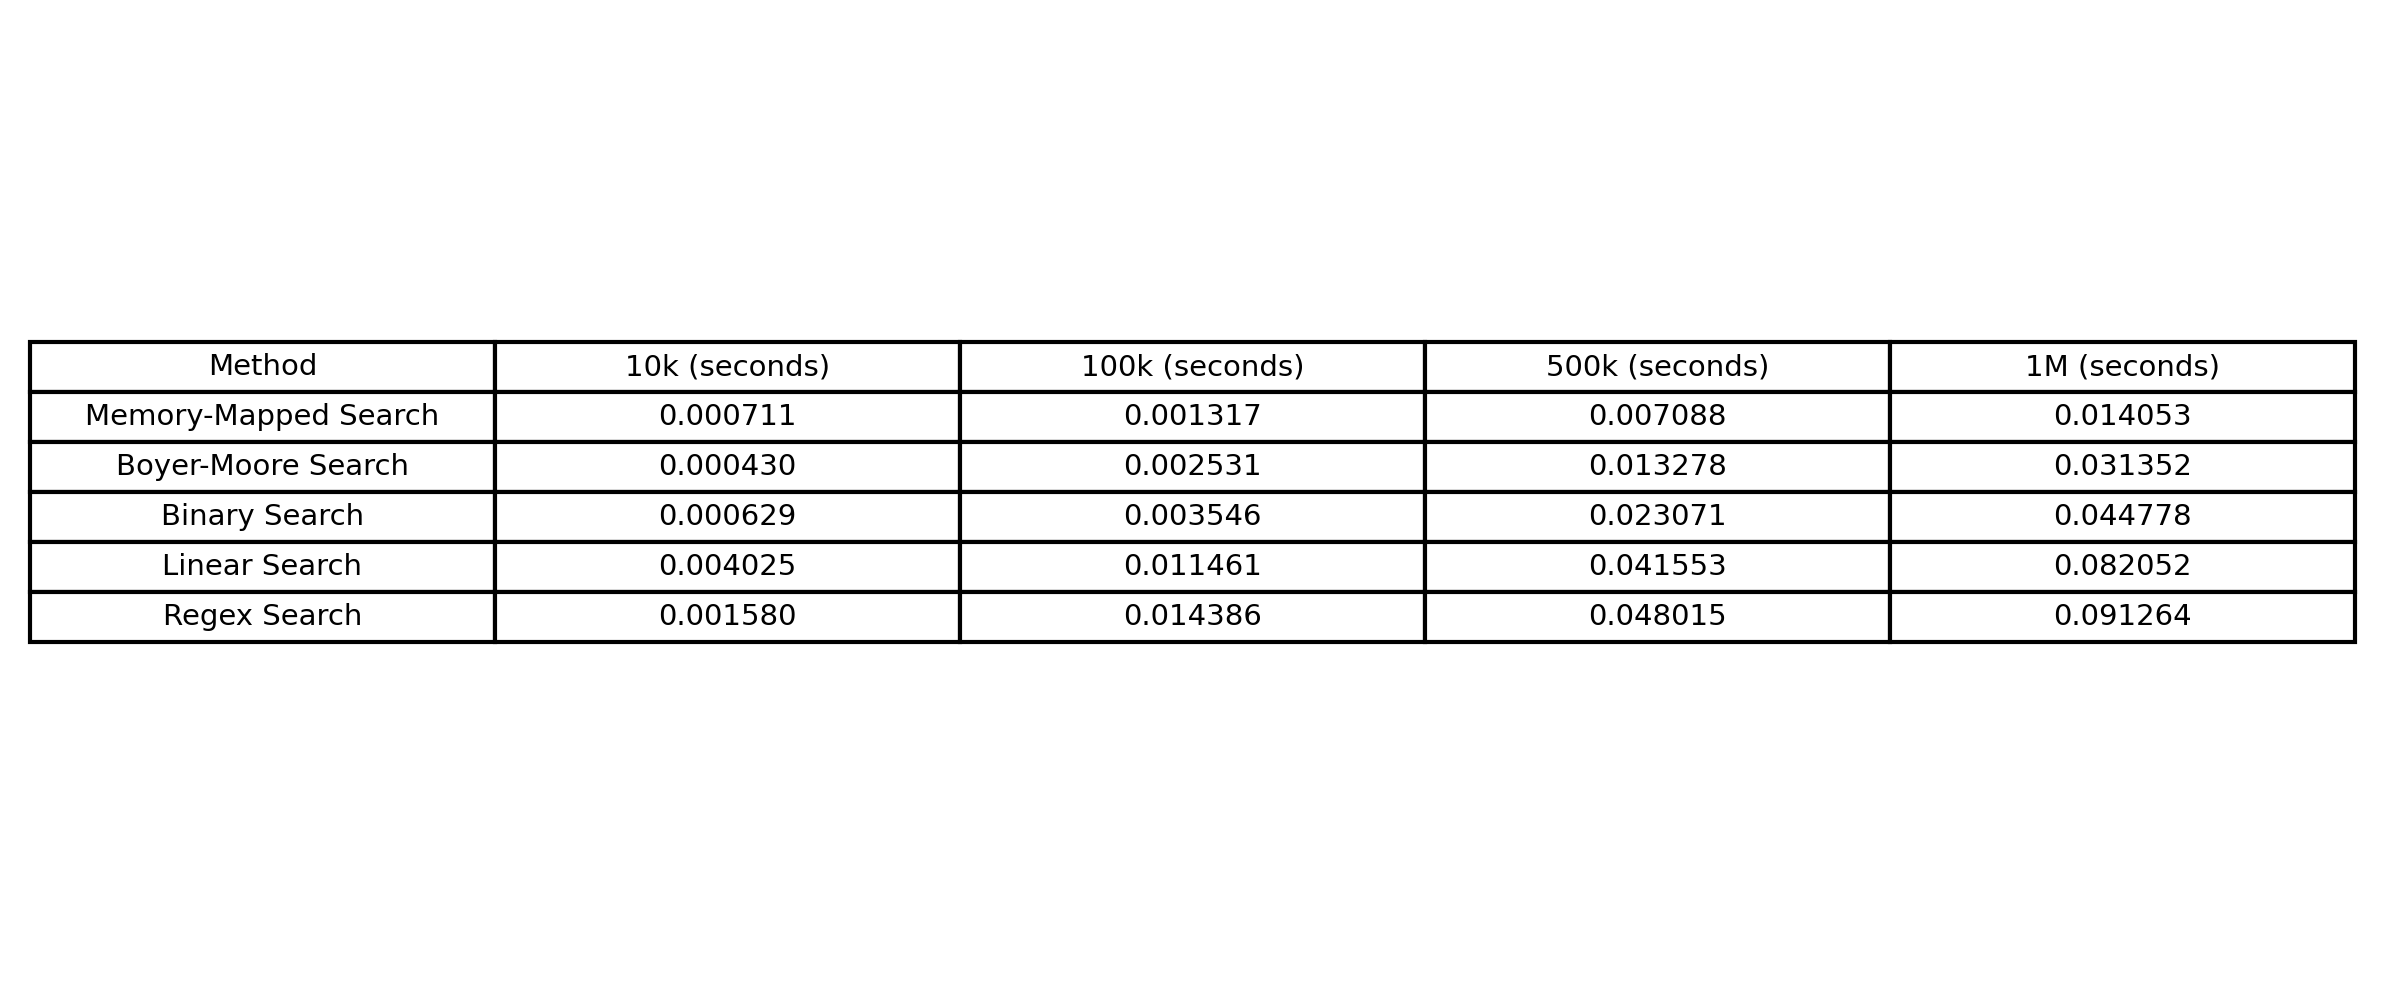 Method 10k (seconds) 100k (seconds) 500k (seconds) 1M (seconds)
Memory-Mapped Search 0.000711 0.001317 0.007088 0.014053
Boyer-Moore Search 0.000430 0.002531 0.013278 0.031352
Binary Search 0.000629 0.003546 0.023071 0.044778
Linear Search 0.004025 0.011461 0.041553 0.082052
Regex Search 0.001580 0.014386 0.048015 0.091264